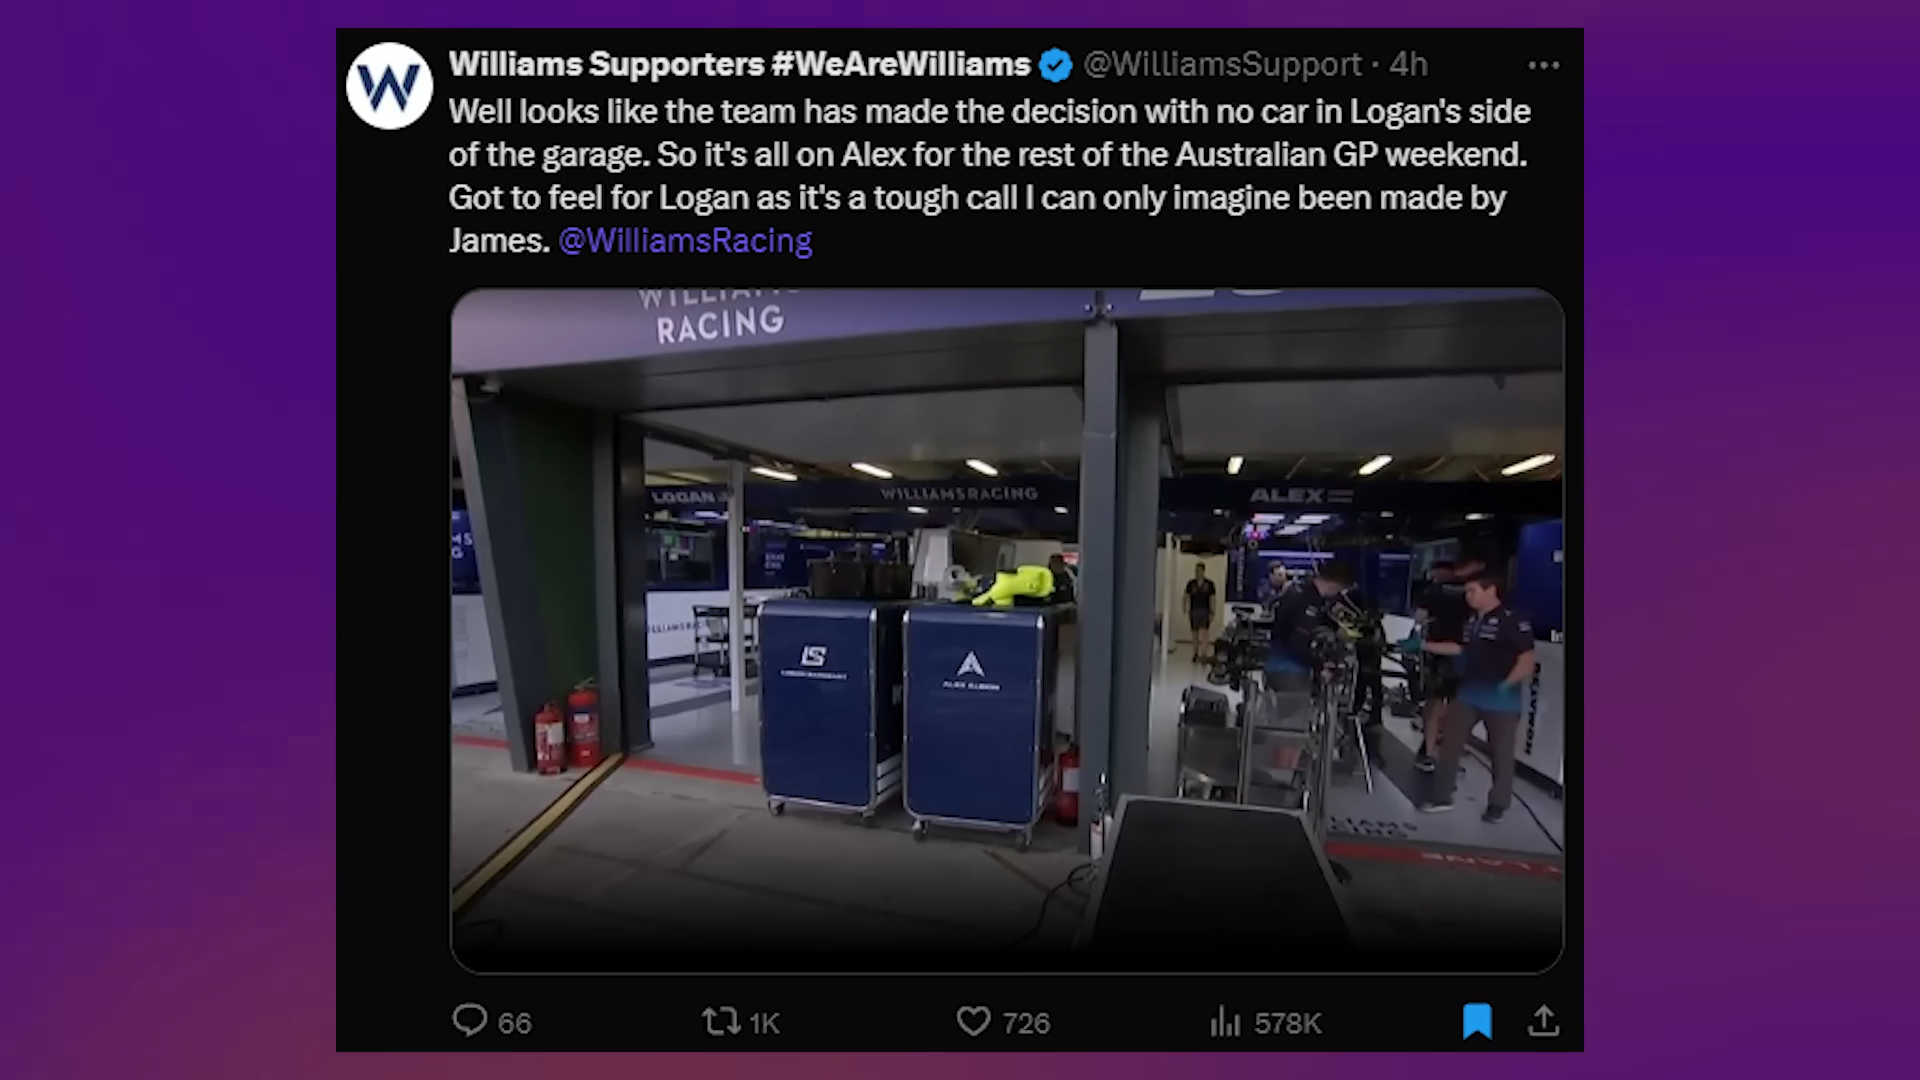 Williams Supporters #WeAreWilliams @WilliamsSupport · 4h
Well looks like the team has made the decision with no car in Logan's side
of the garage. So it's all on Alex for the rest of the Australian GP weekend.
Got to feel for Logan as it's a tough call I can only imagine been made by
James. @WilliamsRacing
WILLIAMS
RACING
LOGAN
WILLIAMS RACING
ALEX
LS
ALEX ALBON
66
1K
726
578K